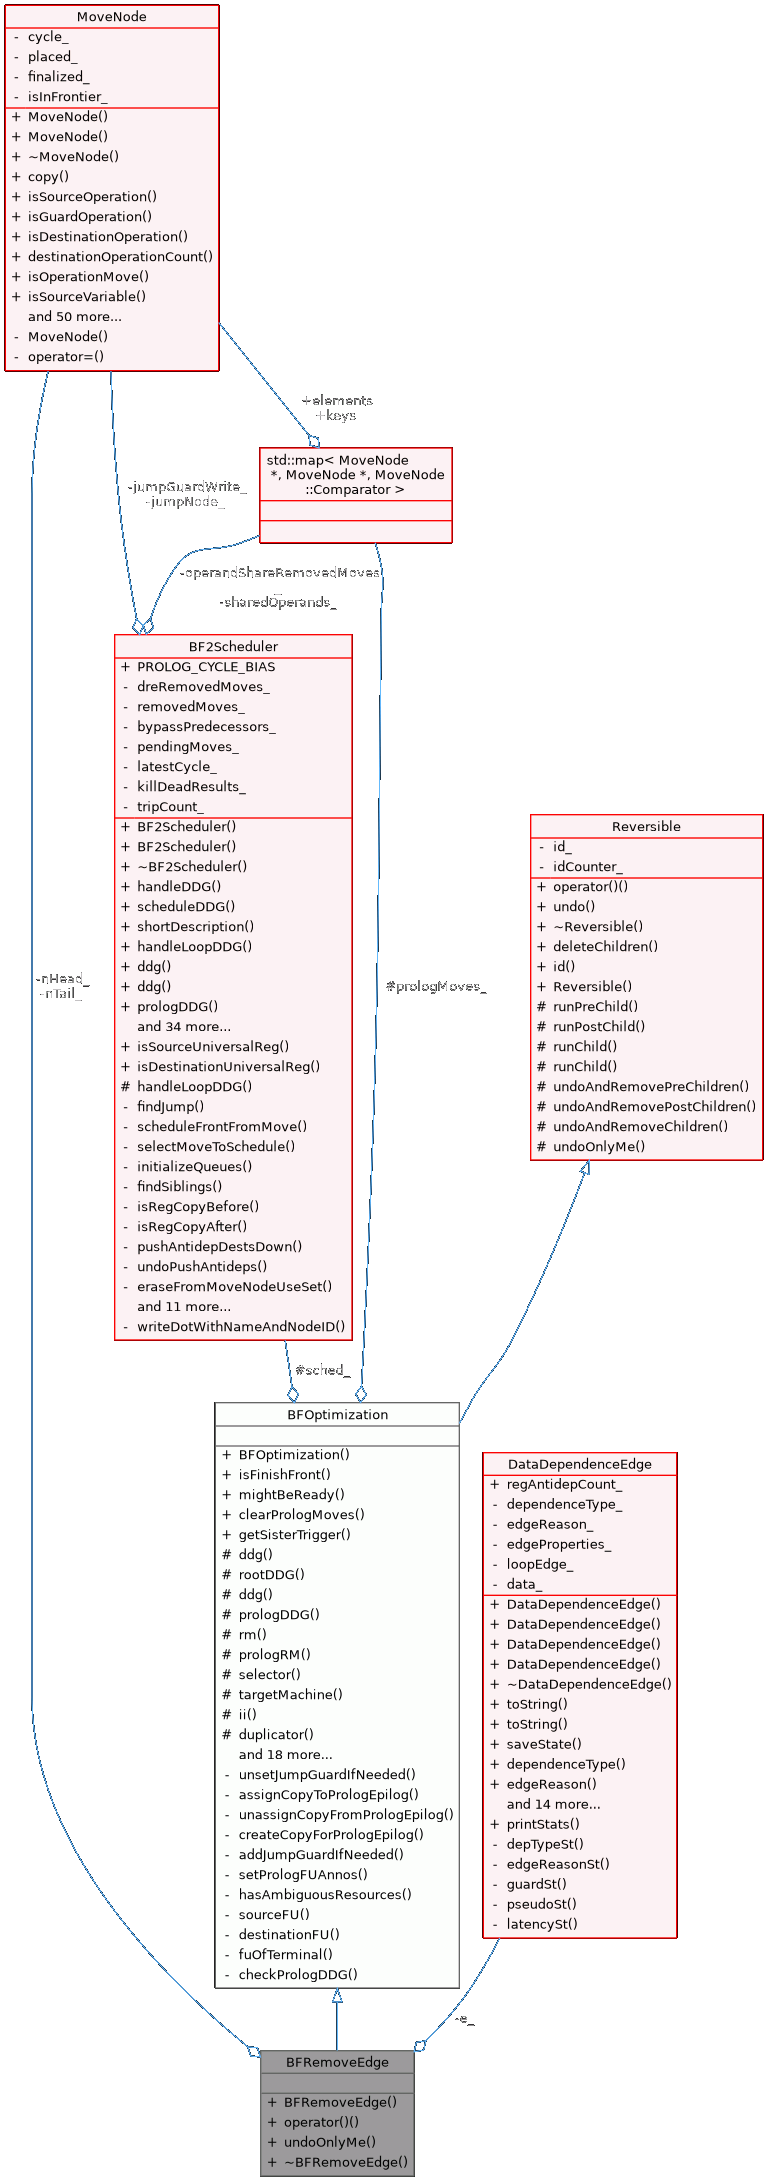 MoveNode
- cycle_
- placed_
- finalized_
- isInFrontier_
+ MoveNode()
+ MoveNode()
+ ~MoveNode()
+ copy()
+ isSourceOperation()
+ isGuardOperation()
+ isDestinationOperation()
+ destinationOperationCount()
+ isOperationMove()
+ isSourceVariable()
and 50 more...
- MoveNode()
- operator=()
+elements
+keys
std::map< MoveNode
*, MoveNode *, MoveNode
::Comparator >
-jumpGuardWrite_
-jumpNode_
-operandShareRemovedMoves
_
-sharedOperands_
BF2Scheduler
+ PROLOG_CYCLE_BIAS
- dreRemovedMoves_
- removedMoves_
- bypassPredecessors_
- pendingMoves_
- latestCycle_
- killDeadResults_
- tripCount_
+ BF2Scheduler()
+ BF2Scheduler()
+ ~BF2Scheduler()
+ handleDDG()
+ scheduleDDG()
+ shortDescription()
+ handleLoopDDG()
+ ddg()
+ ddg()
+ prologDDG()
and 34 more...
+ isSourceUniversalReg()
+ isDestinationUniversalReg()
# handleLoopDDG()
- findJump()
- scheduleFrontFromMove()
- selectMoveToSchedule()
- initializeQueues()
- findSiblings()
- isRegCopyBefore()
- isRegCopyAfter()
- pushAntidepDestsDown()
- undoPushAntideps()
- eraseFromMoveNodeUseSet()
and 11 more...
- writeDotWithNameAndNodeID()
Reversible
- id_
- idCounter_
+ operator()()
+ undo()
+ ~Reversible()
+ deleteChildren()
+ id()
+ Reversible()
# runPreChild()
# runPostChild()
# runChild()
# runChild()
# undoAndRemovePreChildren()
# undoAndRemovePostChildren()
# undoAndRemoveChildren()
# undoOnlyMe()
-nHead_
-nTail_
#prologMoves_
#sched_
BFOptimization
+ BFOptimization()
+ isFinishFront()
+ mightBeReady()
+ clearPrologMoves()
+ getSisterTrigger()
# ddg()
# rootDDG()
# ddg()
# prologDDG()
# rm()
# prologRM()
# selector()
# targetMachine()
# ii()
# duplicator()
and 18 more...
- unsetJumpGuardIfNeeded()
- assignCopyToPrologEpilog()
- unassignCopyFromPrologEpilog()
- createCopyForPrologEpilog()
- addJumpGuardIfNeeded()
- setPrologFUAnnos()
- hasAmbiguousResources()
- sourceFU()
- destinationFU()
- fuOfTerminal()
- checkPrologDDG()
DataDependenceEdge
+ regAntidepCount_
- dependenceType_
- edgeReason_
- edgeProperties_
- loopEdge_
- data_
+ DataDependenceEdge()
+ DataDependenceEdge()
+ DataDependenceEdge()
+ DataDependenceEdge()
+ ~DataDependenceEdge()
+ toString()
+ toString()
+ saveState()
+ dependenceType()
+ edgeReason()
and 14 more...
+ printStats()
- depTypeSt()
- edgeReasonSt()
- guardSt()
- pseudoSt()
- latencySt()
-e_
BFRemoveEdge
+ BFRemoveEdge()
+ operator()()
+ undoOnlyMe()
+ ~BFRemoveEdge()